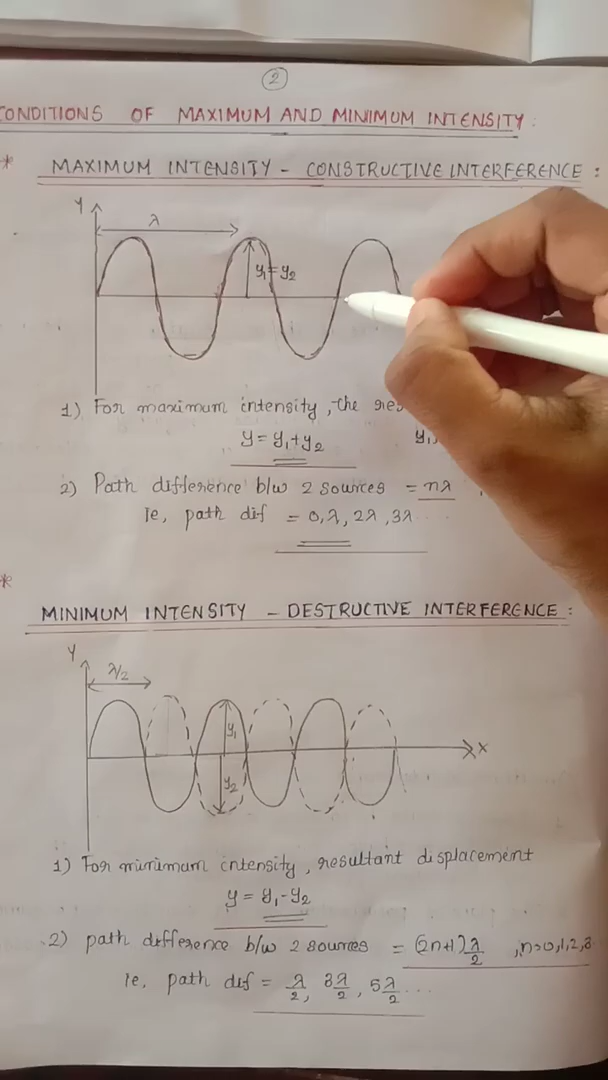 2
CONDITIONS OF MAXIMUM AND MINIMUM INTENSITY :
* MAXIMUM INTENSITY - CONSTRUCTIVE INTERFERENCE :
Y
λ
y₁=y₂
1) For maximum intensity, the
y = y₁+y₂ y₁,
2) Path difference b/w 2 sources = nλ
Ie, path dif = 0, λ, 2λ, 3λ ...
* MINIMUM INTENSITY - DESTRUCTIVE INTERFERENCE :
Y
λ/2
y₁
X
y₂
1) For minimum intensity, resultant displacement
y = y₁-y₂
2) path difference b/w 2 sources = (2n+1)λ/2 , n=0,1,2,3
Ie, path dif = λ/2, 3λ/2, 5λ/2 ...